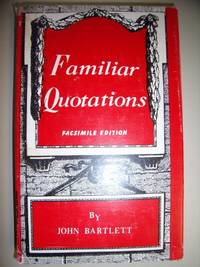 Familiar
Quotations
FACSIMILE EDITION
By
JOHN BARTLETT